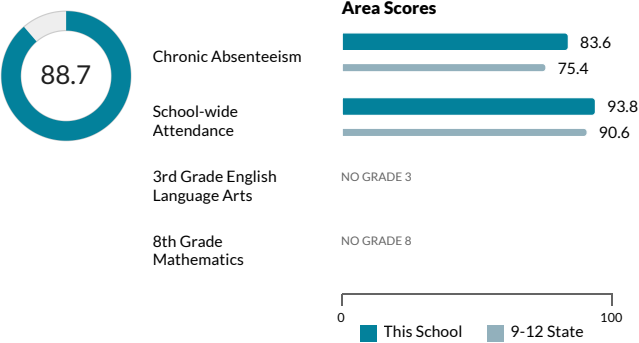 Area Scores
88.7
Chronic Absenteeism
83.6
75.4
School-wide
Attendance
93.8
90.6
3rd Grade English
Language Arts
NO GRADE 3
8th Grade
Mathematics
NO GRADE 8
0
100
This School
9-12 State